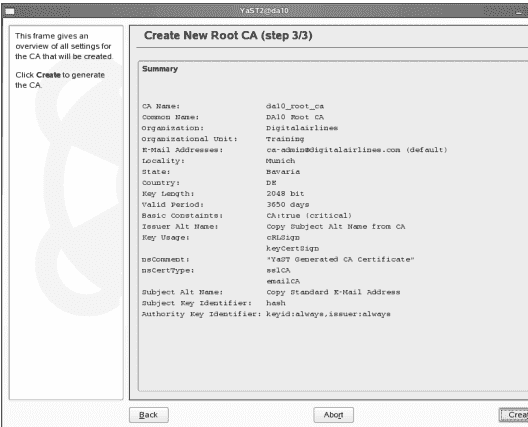 YaST2@da10
This frame gives an
overview of all settings for
the CA that will be created.
Click Create to generate
the CA.
Create New Root CA (step 3/3)
Summary
CA Name: da10_root_ca
Common Name: DA10 Root CA
Organization: Digitalairlines
Organizational Unit: Training
E-Mail Addresses: ca-admin@digitalairlines.com (default)
Locality: Munich
State: Bavaria
Country: DE
Key Length: 2048 bit
Valid Period: 3650 days
Basic Constaints: CA:true (critical)
Issuer Alt Name: Copy Subject Alt Name from CA
Key Usage: cRLSign
keyCertSign
nsComment: "YaST Generated CA Certificate"
nsCertType: sslCA
emailCA
Subject Alt Name: Copy Standard E-Mail Address
Subject Key Identifier: hash
Authority Key Identifier: keyid:always,issuer:always
Back Abort Crea